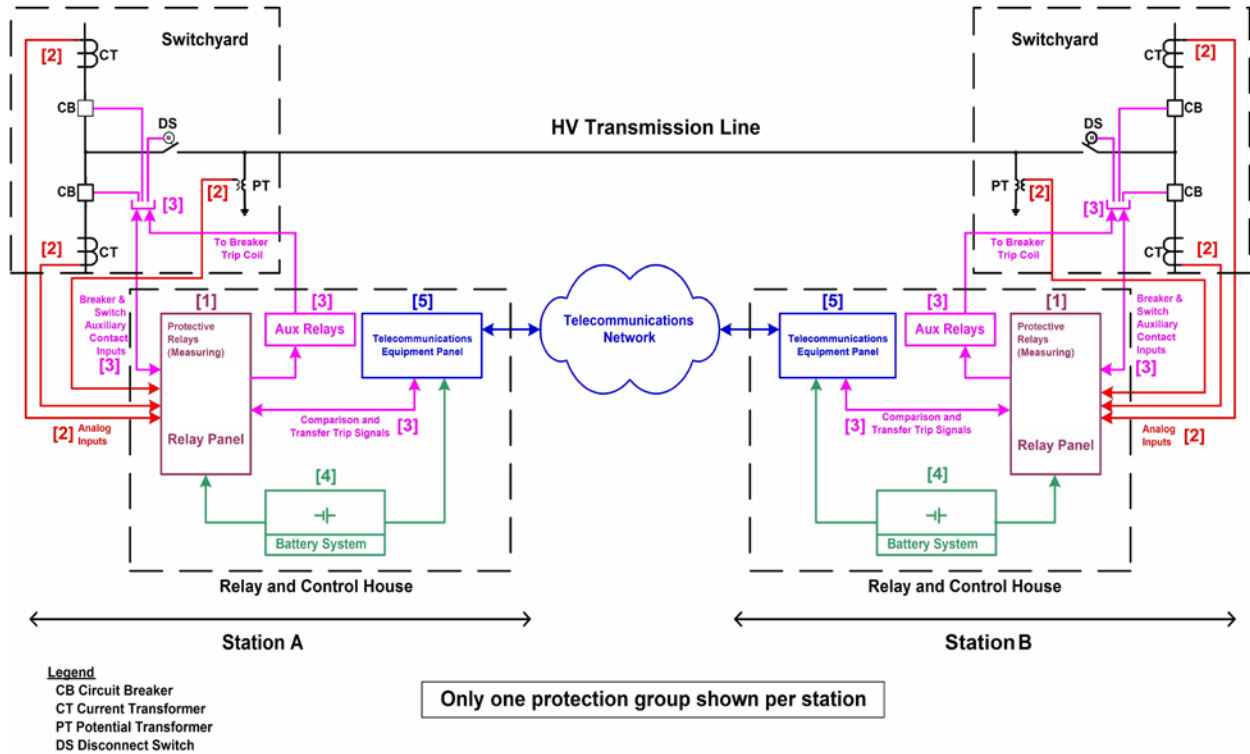 Switchyard
[2]
CT
CB
DS
CB
[2]
PT
[3]
[2]
CT
To Breaker
Trip Coil
HV Transmission Line
Switchyard
[2]
CT
CB
DS
PT
[2]
CB
[3]
CT
[2]
To Breaker
Trip Coil
Breaker &
Switch
Auxiliary
Contact
Inputs
[3]
[1]
Protective
Relays
(Measuring)
Relay Panel
[3]
Aux Relays
[5]
Telecommunications
Equipment Panel
Comparison and
Transfer Trip Signals
[3]
[2] Analog
Inputs
[4]
Battery System
Relay and Control House
Telecommunications
Network
[5]
Telecommunications
Equipment Panel
[3]
Aux Relays
[1]
Protective
Relays
(Measuring)
Relay Panel
Breaker &
Switch
Auxiliary
Contact
Inputs
[3]
Comparison and
[3] Transfer Trip Signals
Analog
Inputs
[2]
[4]
Battery System
Relay and Control House
Station A
Station B
Legend
CB Circuit Breaker
CT Current Transformer
PT Potential Transformer
DS Disconnect Switch
Only one protection group shown per station